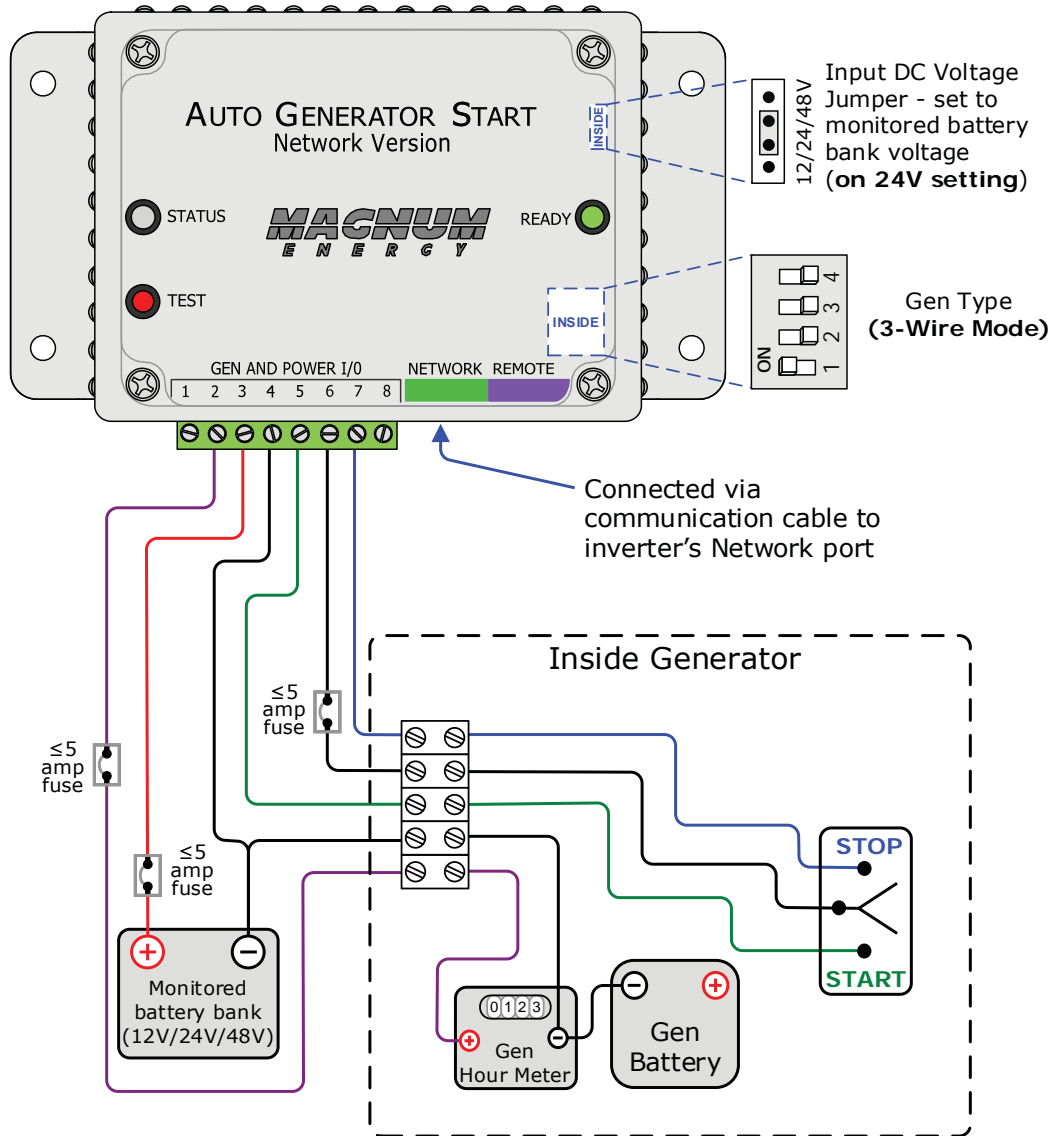 AUTO GENERATOR START
Network Version
INSIDE
12/24/48V
Input DC Voltage
Jumper - set to
monitored battery
bank voltage
(on 24V setting)
STATUS
MAGNUM
ENERGY
READY
TEST
INSIDE
ON
1 2 3 4
Gen Type
(3-Wire Mode)
GEN AND POWER I/0
NETWORK REMOTE
1 2 3 4 5 6 7 8
Connected via
communication cable to
inverter's Network port
Inside Generator
≤5
amp
fuse
≤5
amp
fuse
≤5
amp
fuse
STOP
START
+ −
Monitored
battery bank
(12V/24V/48V)
0123
+ −
Gen
Hour Meter
− +
Gen
Battery